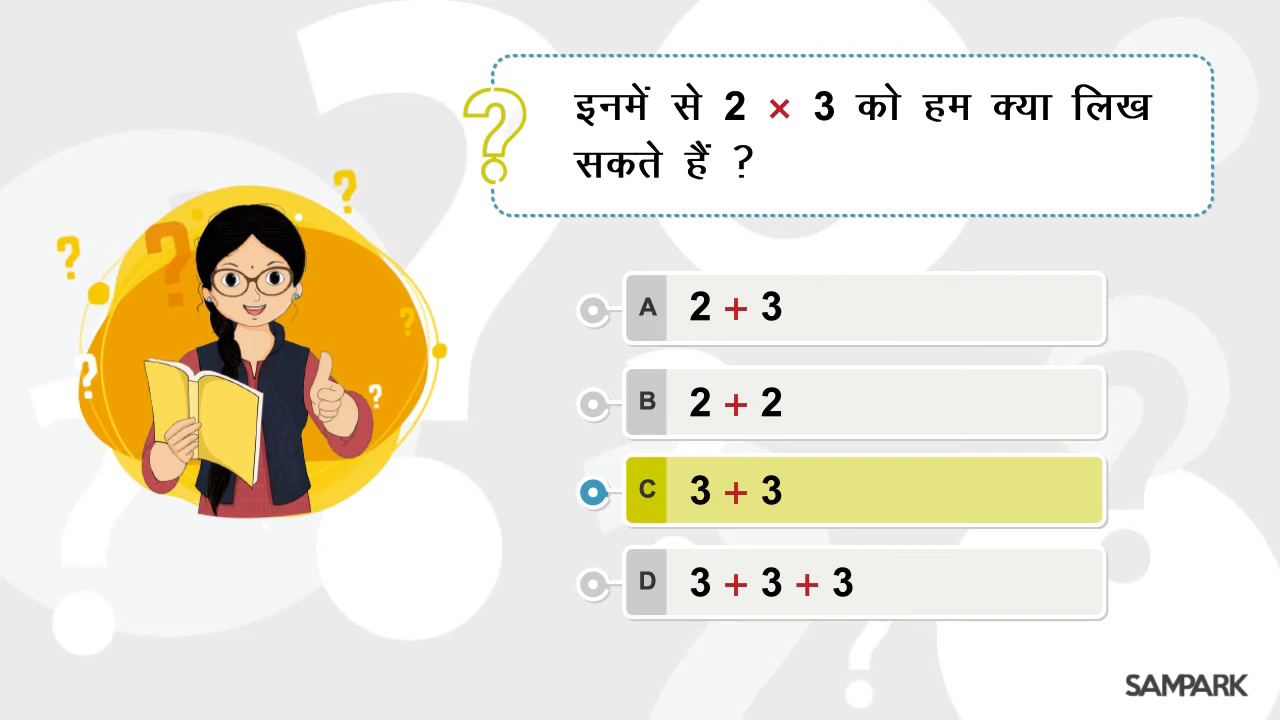 इनमें से 2 × 3 को हम क्या लिख
सकते हैं ?
A 2 + 3
B 2 + 2
C 3 + 3
D 3 + 3 + 3
SAMPARK